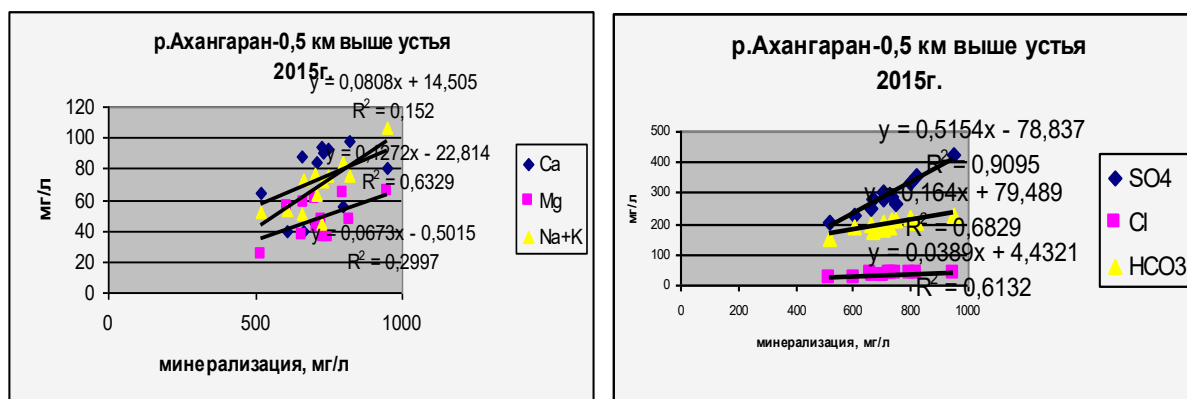 р.Ахангаран-0,5 км выше устья
2015г.
y = 0,0808x + 14,505
R² = 0,152
y = 0,1272x - 22,814
R² = 0,6329
y = 0,0673x - 0,5015
R² = 0,2997
мг/л
120
100
80
60
40
20
0
0
500
1000
минерализация, мг/л
Ca
Mg
Na+K
р.Ахангаран-0,5 км выше устья
2015г.
y = 0,5154x - 78,837
R² = 0,9095
y = 0,164x + 79,489
R² = 0,6829
y = 0,0389x + 4,4321
R² = 0,6132
мг/л
500
400
300
200
100
0
0
200
400
600
800
1000
минерализация, мг/л
SO4
Cl
HCO3